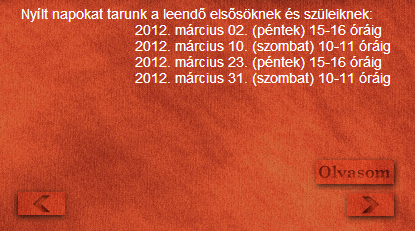 Nyílt napokat tarunk a leendő elsősöknek és szüleiknek:
2012. március 02. (péntek) 15-16 óráig
2012. március 10. (szombat) 10-11 óráig
2012. március 23. (péntek) 15-16 óráig
2012. március 31. (szombat) 10-11 óráig
Olvasom